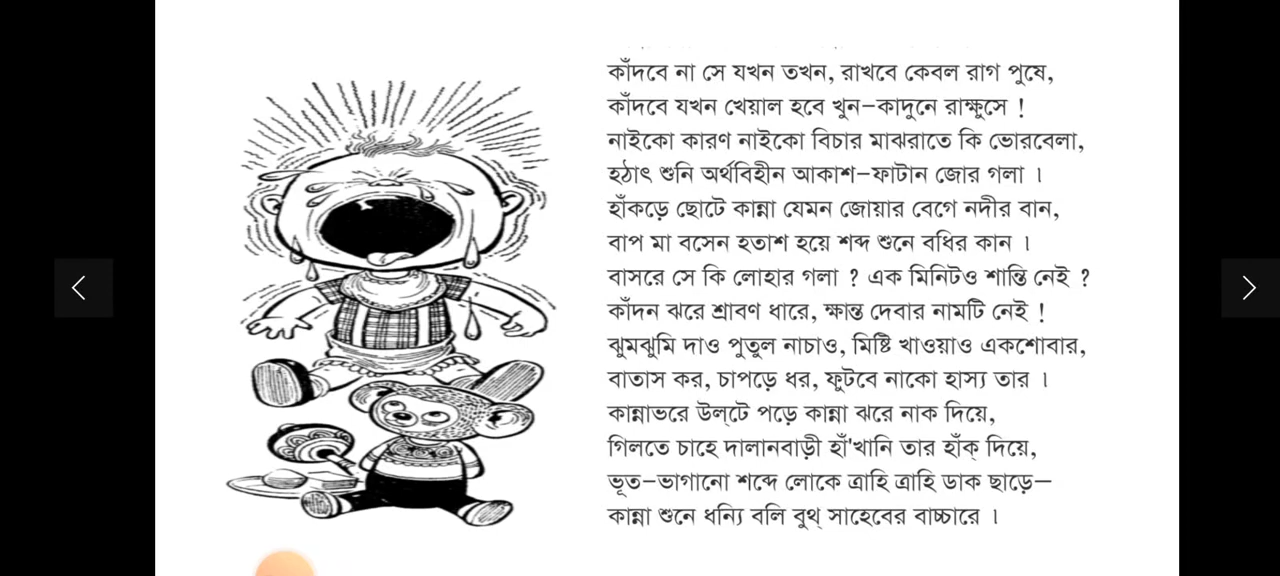 কাঁদবে না সে যখন তখন, রাখবে কেবল রাগ পুষে,
কাঁদবে যখন খেয়াল হবে খুন-কাদুনে রাক্ষুসে !
নাইকো কারণ নাইকো বিচার মাঝরাতে কি ভোরবেলা,
হঠাৎ শুনি অর্থবিহীন আকাশ-ফাটান জোর গলা ।
হাঁকড়ে ছোটে কান্না যেমন জোয়ার বেগে নদীর বান,
বাপ মা বসেন হতাশ হয়ে শব্দ শুনে বধির কান ।
বাসরে সে কি লোহার গলা ? এক মিনিটও শান্তি নেই ?
কাঁদন ঝরে শ্রাবণ ধারে, ক্ষান্ত দেবার নামটি নেই !
ঝুমঝুমি দাও পুতুল নাচাও, মিষ্টি খাওয়াও একশোবার,
বাতাস কর, চাপড়ে ধর, ফুটবে নাকো হাস্য তার ।
কান্নাভরে উল্‌টে পড়ে কান্না ঝরে নাক দিয়ে,
গিলতে চাহে দালানবাড়ী হাঁ'খানি তার হাঁক্ দিয়ে,
ভূত-ভাগানো শব্দে লোকে ত্রাহি ত্রাহি ডাক ছাড়ে—
কান্না শুনে ধন্যি বলি বুথ্ সাহেবের বাচ্চারে ।